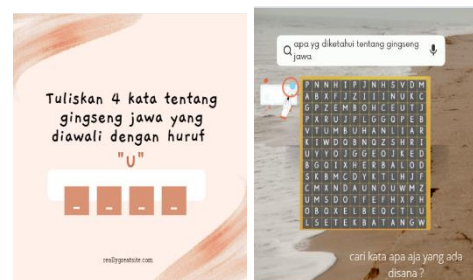 Tuliskan 4 kata tentang
gingseng jawa yang
diawali dengan huruf
"U"
reallygreatsite.com
apa yg diketahui tentang gingseng
jawa
P N N H I P J N H S V D M
A B X F J Z I I I N U K C
G P Z E M B O H C E U T J
P X R U J P L G G Q P E B
V T U M B U H A N L I A R
K I W D Q B N Q Z S H R I
U Y Y O J G G E O J K E D
B G Q I X H E R B A L O D
S K B M C D Y K T L H J F
C M X N D A U N O U W M Z
U M S D O T F E F H X P H
O B Q X E L B E Q C T L U
L S E T E K B A T A N G W
cari kata apa aja yang ada
disana ?